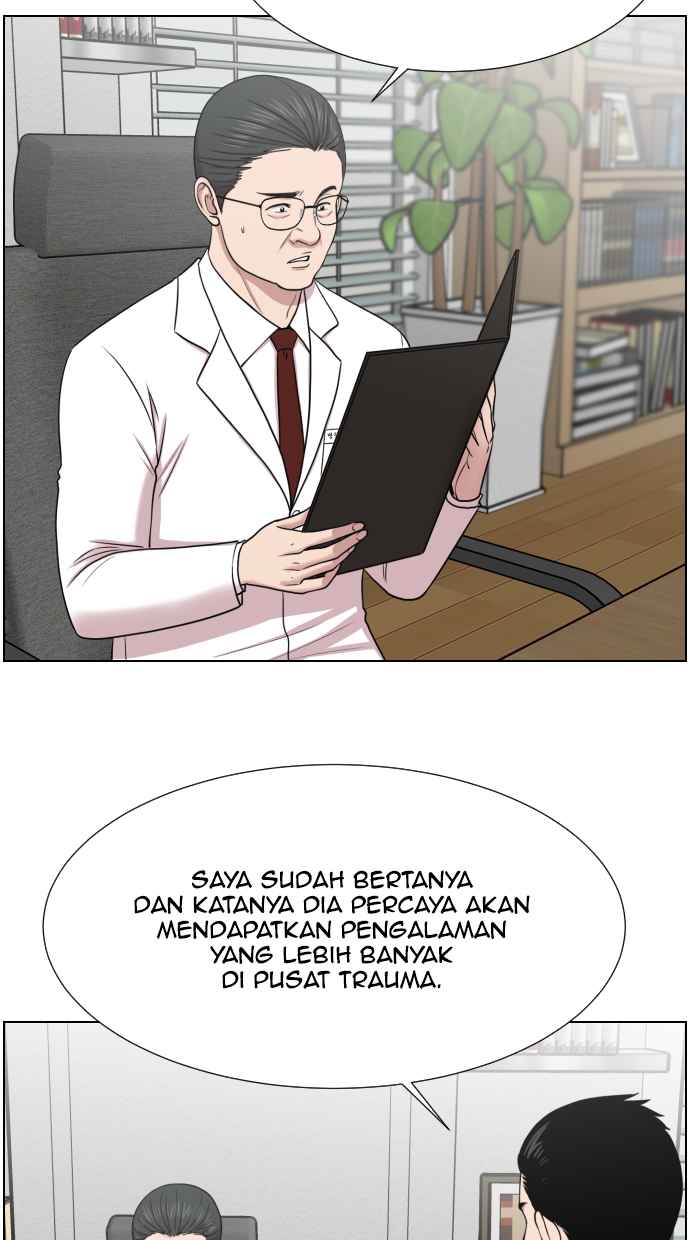 SAYA SUDAH BERTANYA
DAN KATANYA DIA PERCAYA AKAN
MENDAPATKAN PENGALAMAN
YANG LEBIH BANYAK
DI PUSAT TRAUMA.